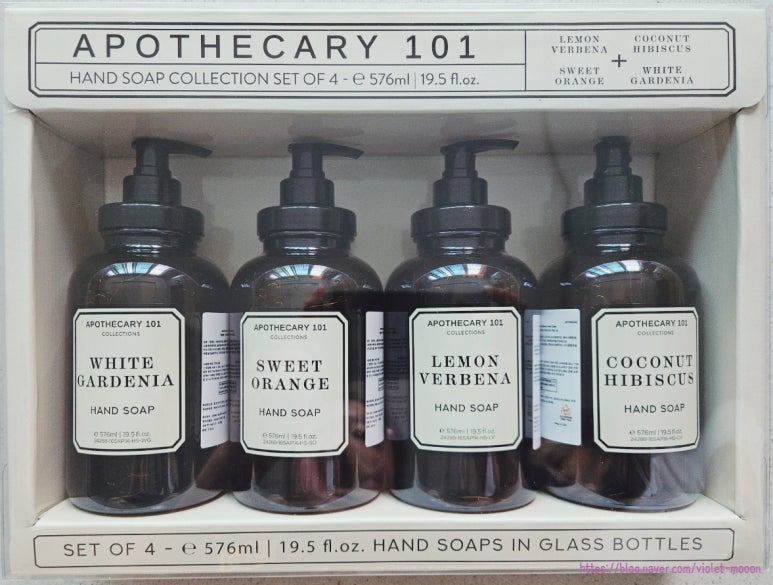 APOTHECARY 101
HAND SOAP COLLECTION SET OF 4 - ℮ 576ml | 19.5 fl.oz.
LEMON VERBENA
COCONUT HIBISCUS
+
SWEET ORANGE
WHITE GARDENIA
APOTHECARY 101
COLLECTIONS
WHITE
GARDENIA
HAND SOAP
℮ 576ml | 19.5 fl.oz.
APOTHECARY 101
COLLECTIONS
SWEET
ORANGE
HAND SOAP
℮ 576ml | 19.5 fl.oz.
APOTHECARY 101
COLLECTIONS
LEMON
VERBENA
HAND SOAP
℮ 576ml | 19.5 fl.oz.
APOTHECARY 101
COLLECTIONS
COCONUT
HIBISCUS
HAND SOAP
℮ 576ml | 19.5 fl.oz.
SET OF 4 - ℮ 576ml | 19.5 fl.oz. HAND SOAPS IN GLASS BOTTLES
https://blog.naver.com/violet-mooon